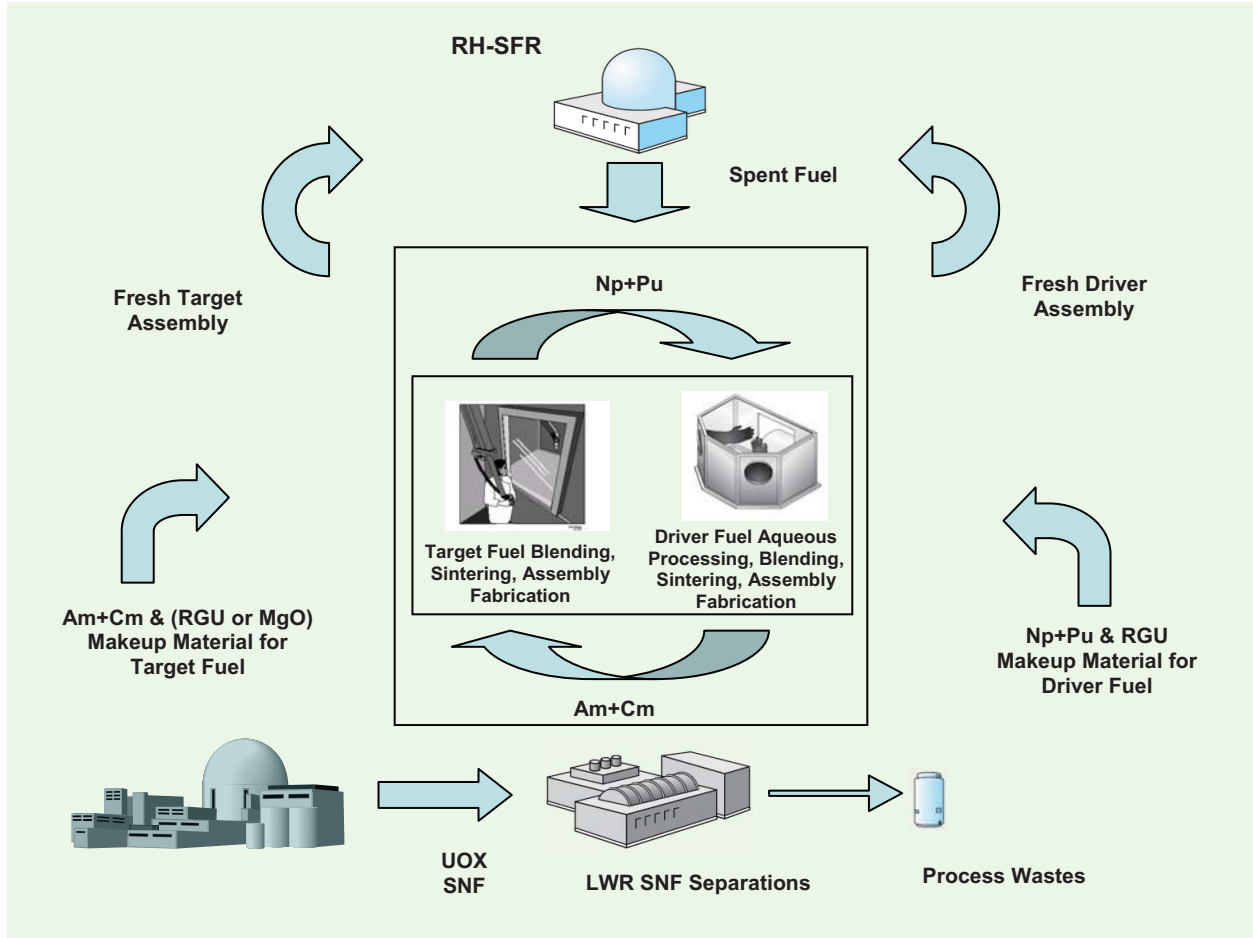 RH-SFR
Spent Fuel
Fresh Target
Assembly
Np+Pu
Fresh Driver
Assembly
Target Fuel Blending,
Sintering, Assembly
Fabrication
Driver Fuel Aqueous
Processing, Blending,
Sintering, Assembly
Fabrication
Am+Cm & (RGU or MgO)
Makeup Material for
Target Fuel
Np+Pu & RGU
Makeup Material for
Driver Fuel
Am+Cm
UOX
SNF
LWR SNF Separations
Process Wastes